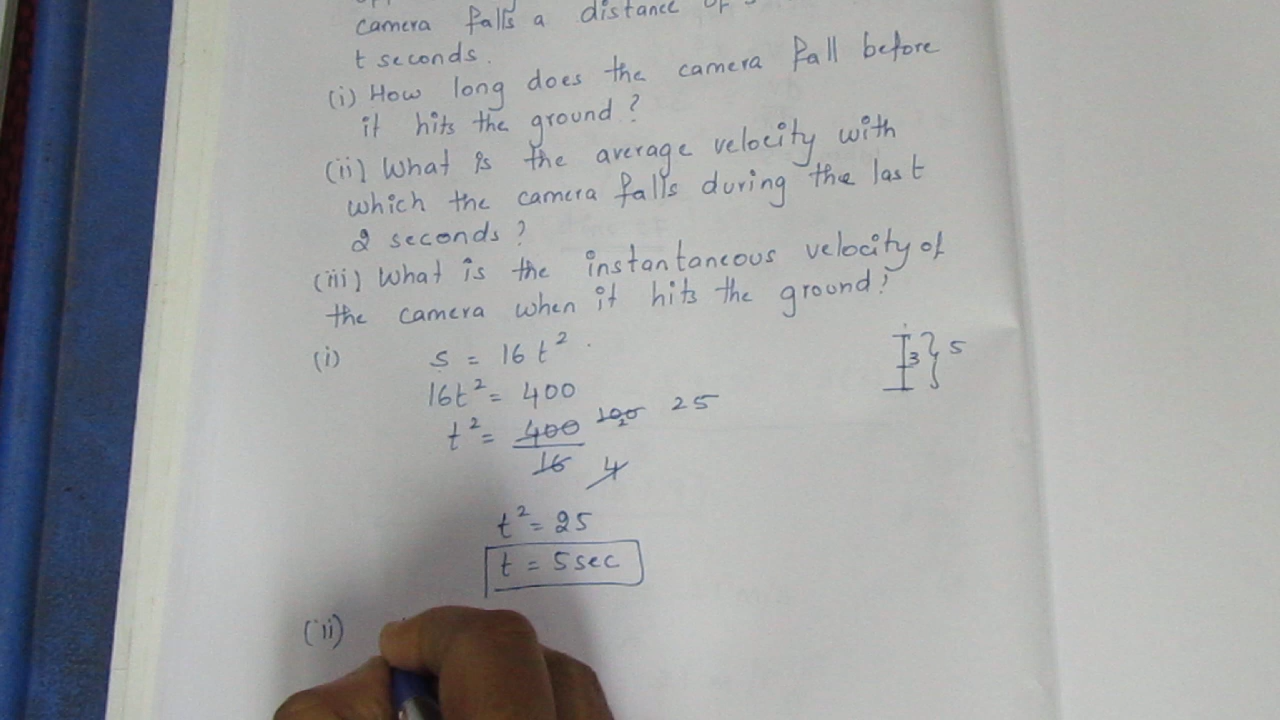 camera falls a distance of
t seconds.
(i) How long does the camera fall before
it hits the ground?
(ii) What is the average velocity with
which the camera falls during the last
2 seconds?
(iii) What is the instantaneous velocity of
the camera when it hits the ground?
(i) s = 16t²
16t² = 400
t² = 400/16 100/4 25
3 } 5
t² = 25
t = 5sec
(ii)